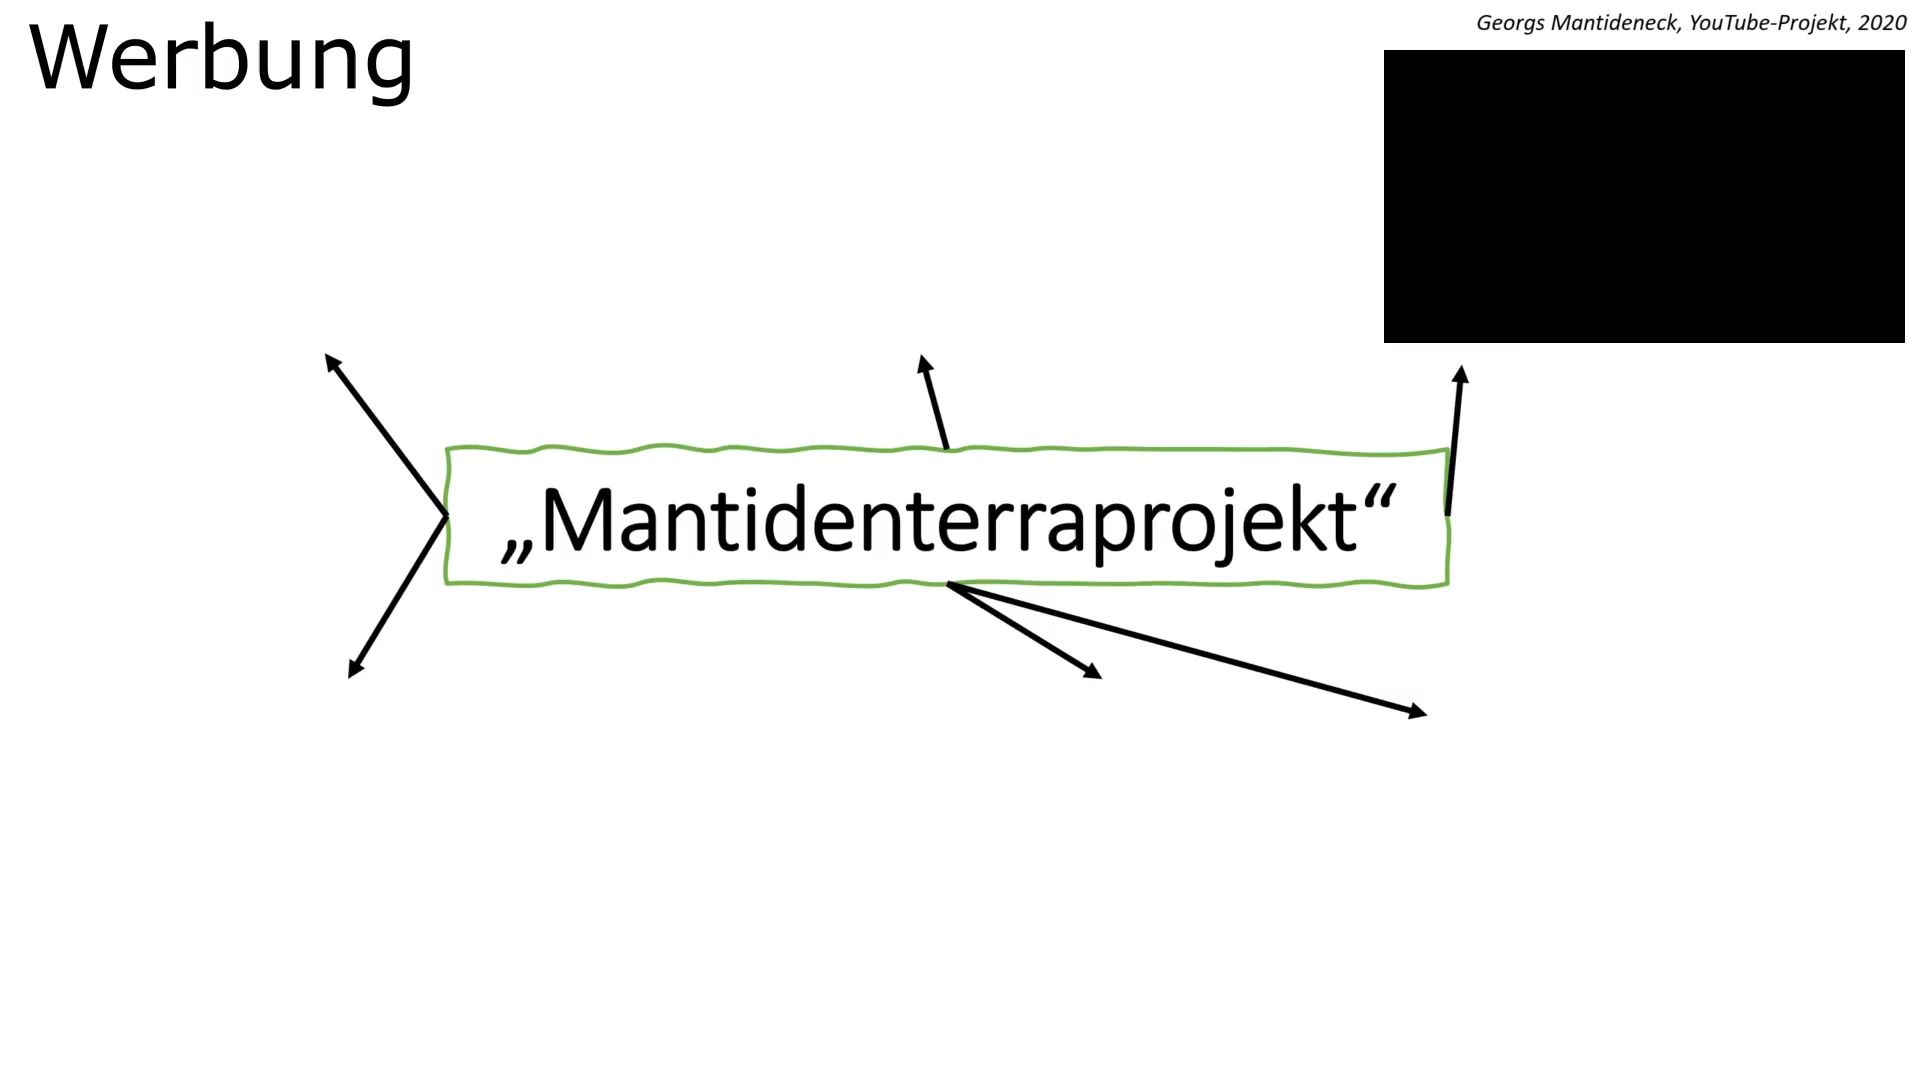 Werbung
Georgs Mantideneck, YouTube-Projekt, 2020
„Mantidenterraprojekt“